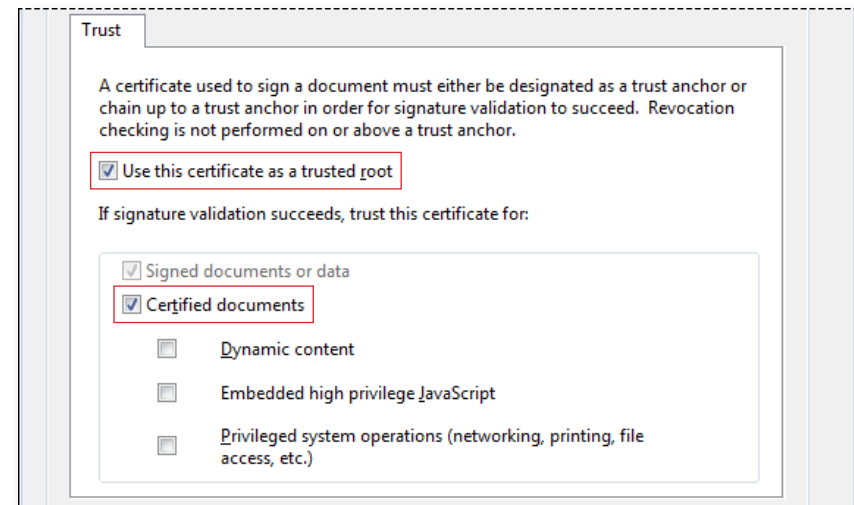 Trust
A certificate used to sign a document must either be designated as a trust anchor or
chain up to a trust anchor in order for signature validation to succeed.  Revocation
checking is not performed on or above a trust anchor.
Use this certificate as a trusted root
If signature validation succeeds, trust this certificate for:
Signed documents or data
Certified documents
Dynamic content
Embedded high privilege JavaScript
Privileged system operations (networking, printing, file
access, etc.)